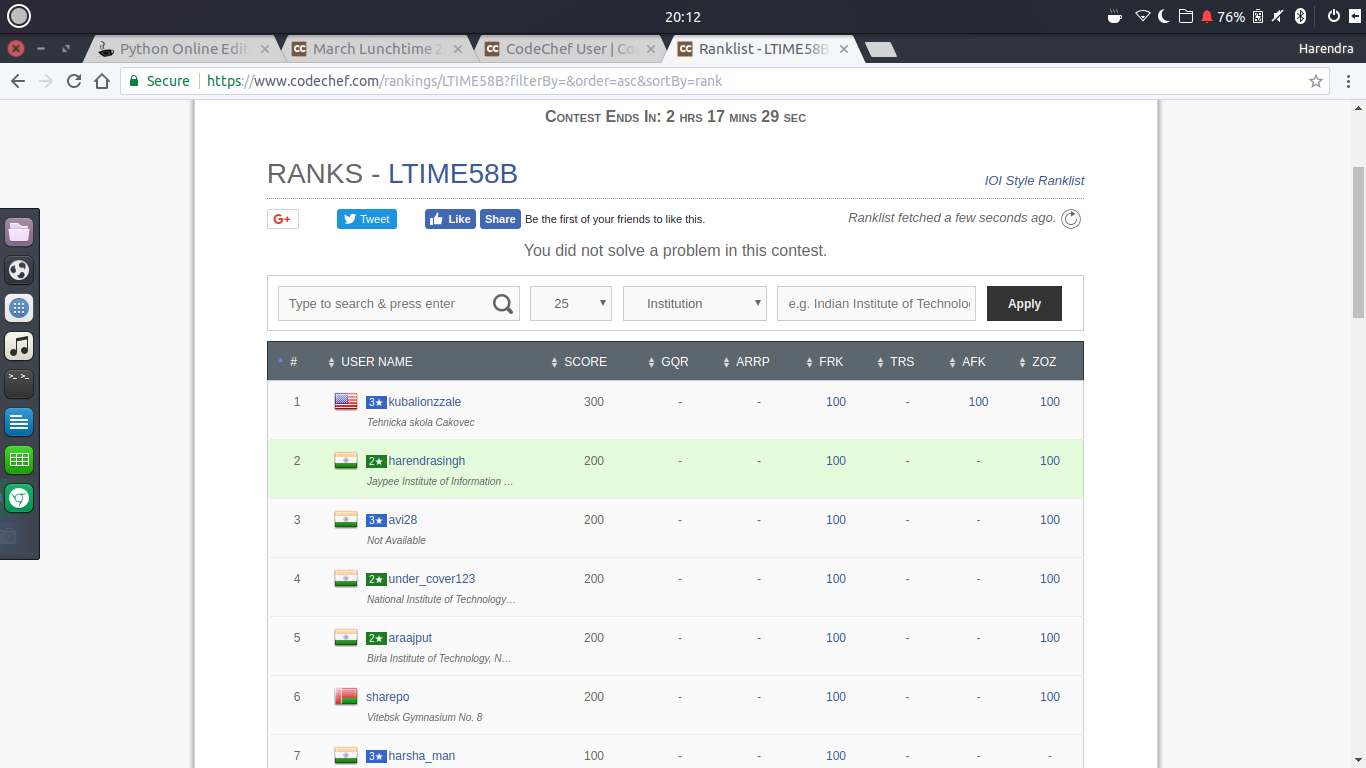 20:12
76%
Python Online Edit
March Lunchtime 2
CodeChef User | Co
Ranklist - LTIME58B
Harendra
Secure
https://www.codechef.com/rankings/LTIME58B?filterBy=&order=asc&sortBy=rank
Contest Ends In: 2 hrs 17 mins 29 sec
RANKS - LTIME58B
IOI Style Ranklist
G+
Tweet
Like
Share
Be the first of your friends to like this.
Ranklist fetched a few seconds ago.
You did not solve a problem in this contest.
Type to search & press enter
25
Institution
e.g. Indian Institute of Technolo
Apply
# USER NAME SCORE GQR ARRP FRK TRS AFK ZOZ
1 3★ kubalionzzale 300 - - 100 - 100 100
Tehnicka skola Cakovec
2 2★ harendrasingh 200 - - 100 - - 100
Jaypee Institute of Information …
3 3★ avi28 200 - - 100 - - 100
Not Available
4 2★ under_cover123 200 - - 100 - - 100
National Institute of Technology…
5 2★ araajput 200 - - 100 - - 100
Birla Institute of Technology, N…
6 sharepo 200 - - 100 - - 100
Vitebsk Gymnasium No. 8
7 3★ harsha_man 100 - - 100 - - -